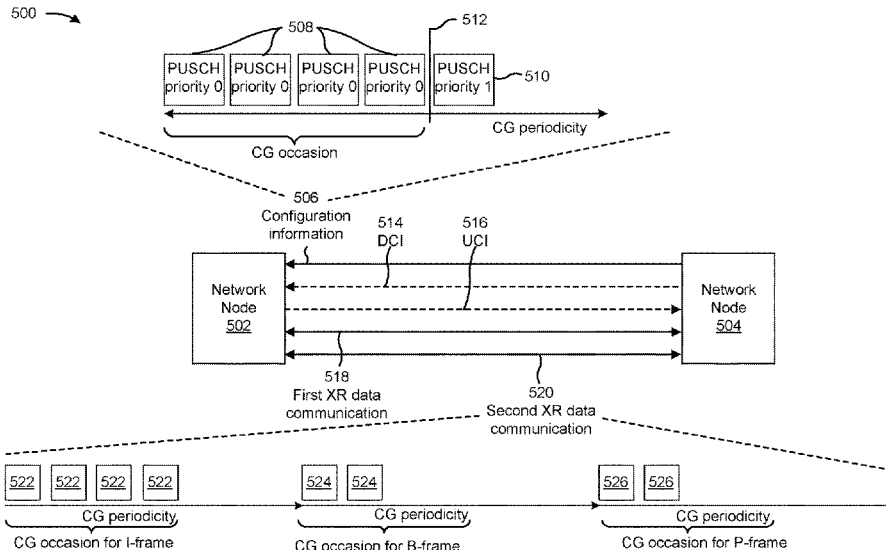 500
508
512
PUSCH priority 0
PUSCH priority 0
PUSCH priority 0
PUSCH priority 0
PUSCH priority 1
510
CG periodicity
CG occasion
506
Configuration
information
514
DCI
516
UCI
Network
Node
502
Network
Node
504
518
First XR data
communication
520
Second XR data
communication
522 522 522 522
524 524
526 526
CG periodicity
CG periodicity
CG periodicity
CG occasion for I-frame
CG occasion for B-frame
CG occasion for P-frame